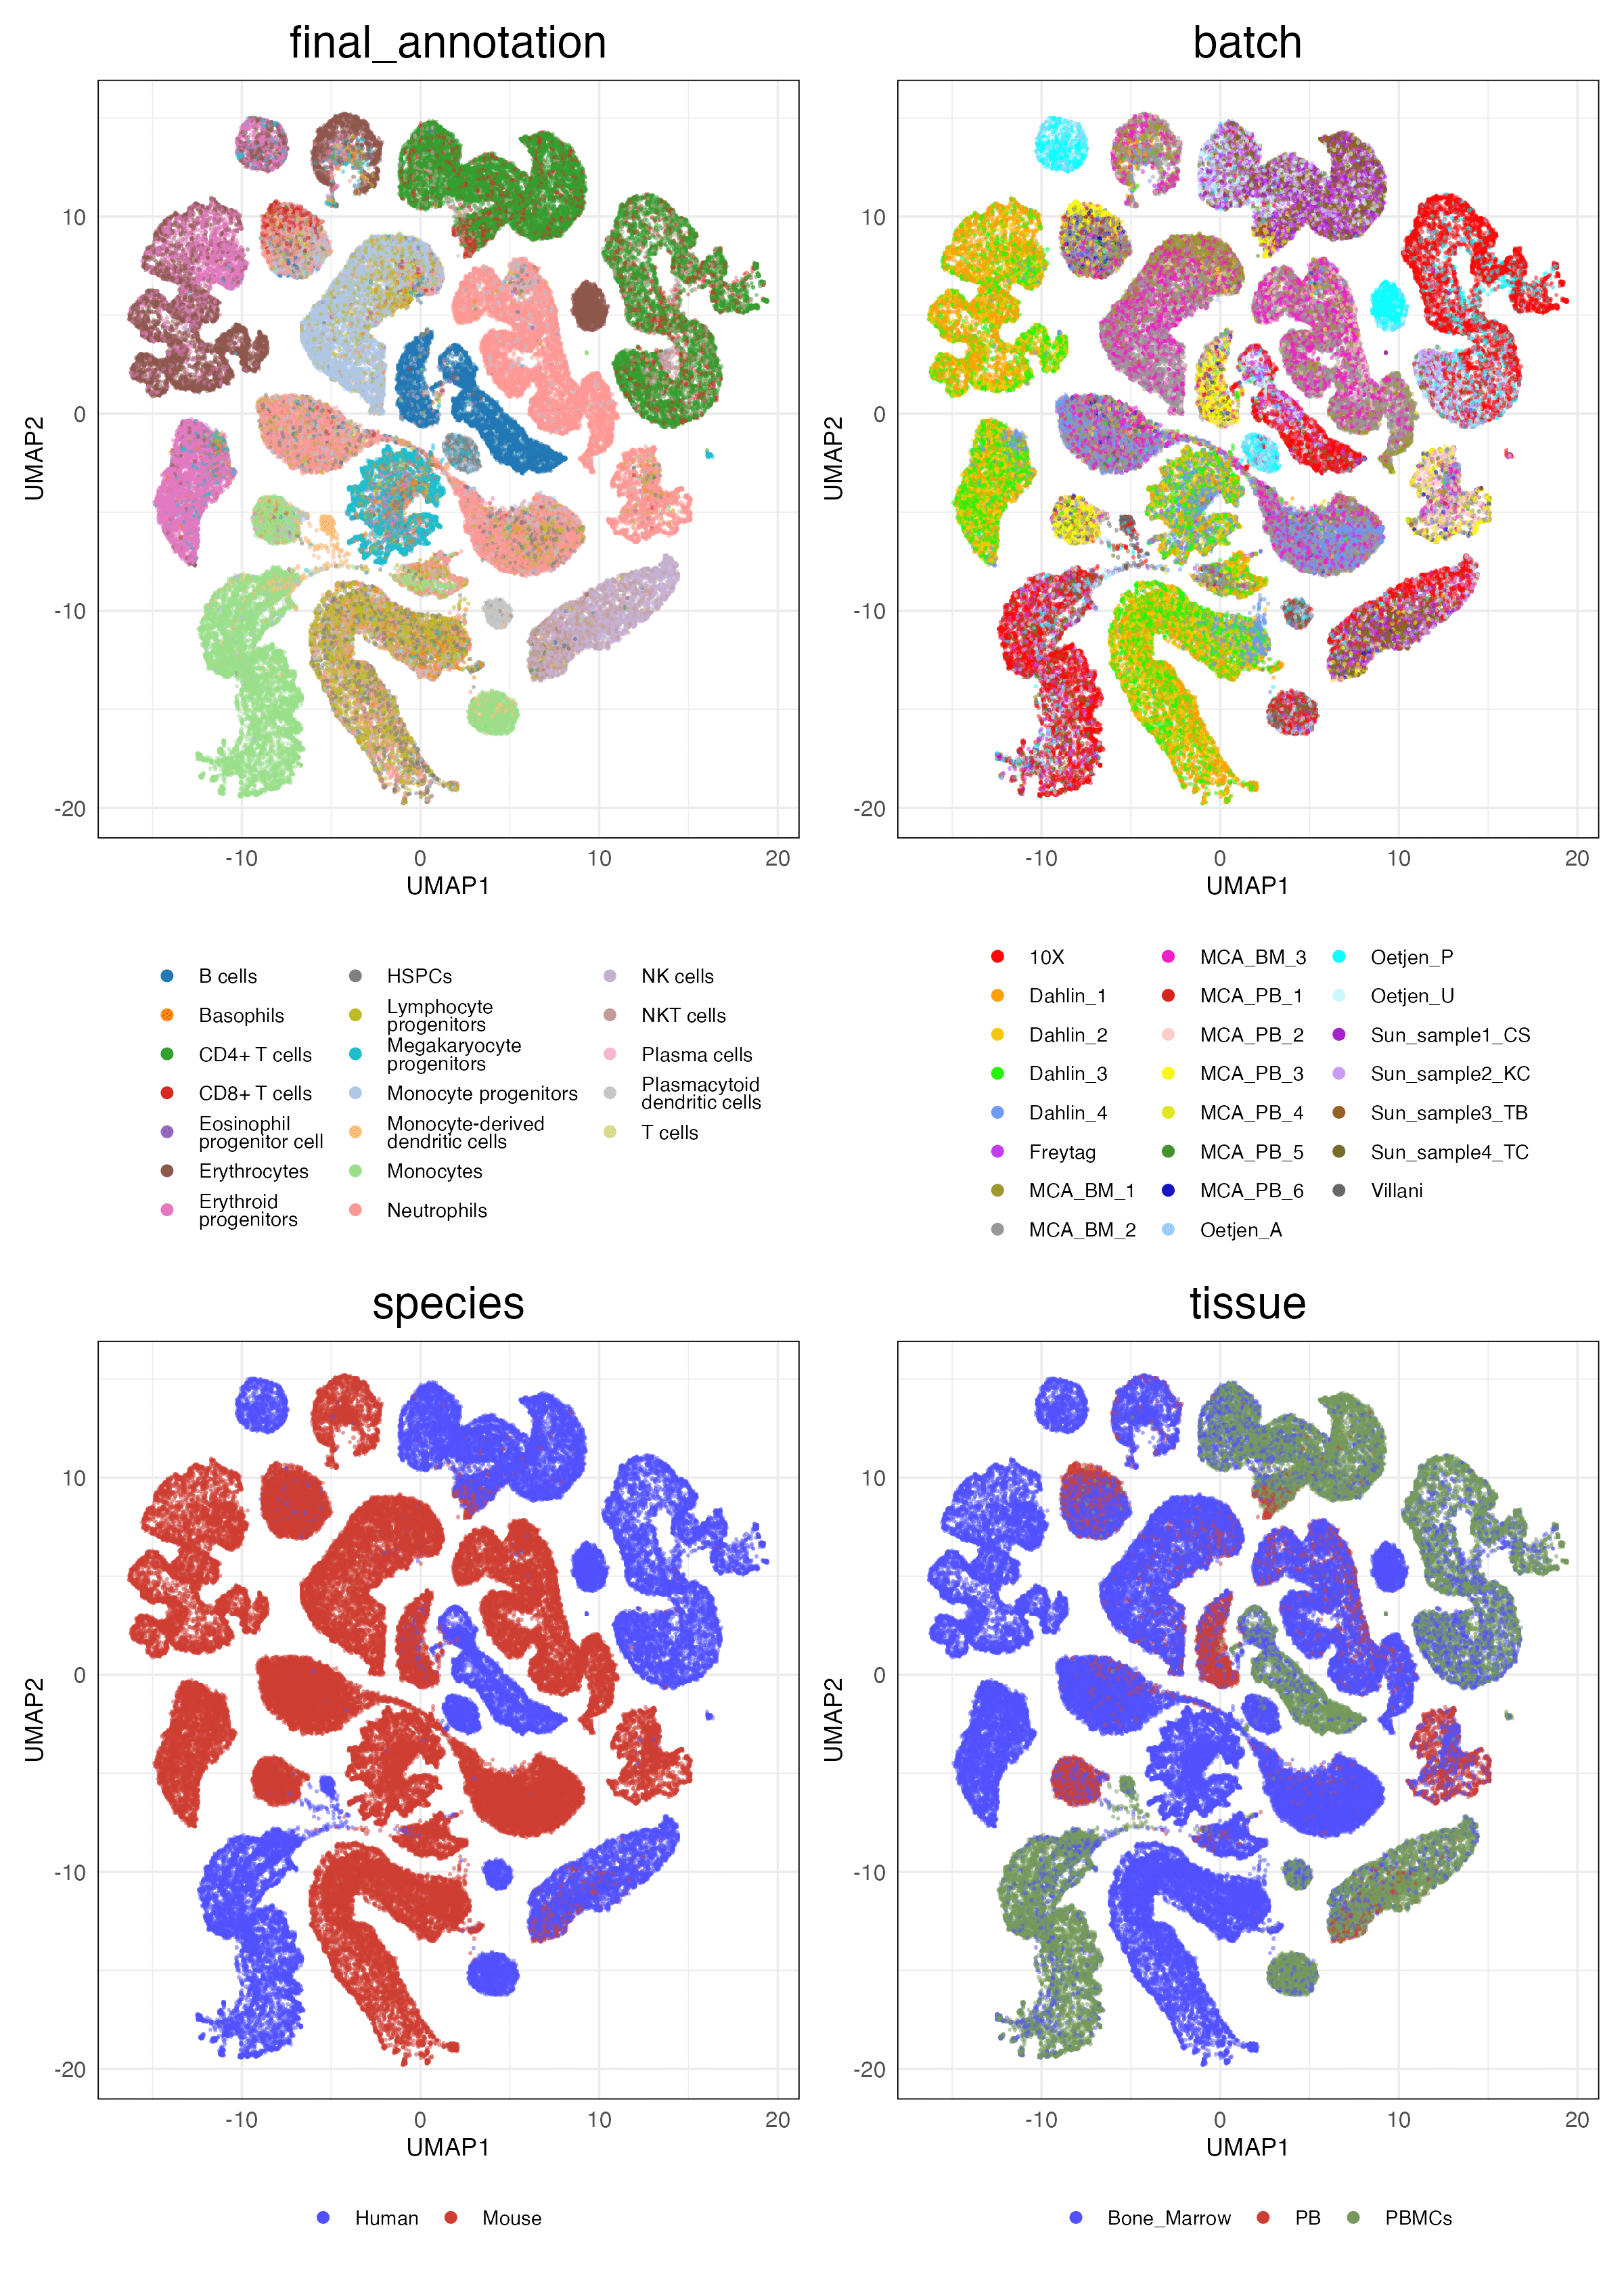 final_annotation
batch
UMAP2
10
0
-10
-20
-10
0
10
20
UMAP1
UMAP2
10
0
-10
-20
-10
0
10
20
UMAP1
B cells
Basophils
CD4+ T cells
CD8+ T cells
Eosinophil
progenitor cell
Erythrocytes
Erythroid
progenitors
HSPCs
Lymphocyte
progenitors
Megakaryocyte
progenitors
Monocyte progenitors
Monocyte-derived
dendritic cells
Monocytes
Neutrophils
NK cells
NKT cells
Plasma cells
Plasmacytoid
dendritic cells
T cells
10X
Dahlin_1
Dahlin_2
Dahlin_3
Dahlin_4
Freytag
MCA_BM_1
MCA_BM_2
MCA_BM_3
MCA_PB_1
MCA_PB_2
MCA_PB_3
MCA_PB_4
MCA_PB_5
MCA_PB_6
Oetjen_A
Oetjen_P
Oetjen_U
Sun_sample1_CS
Sun_sample2_KC
Sun_sample3_TB
Sun_sample4_TC
Villani
species
tissue
UMAP2
10
0
-10
-20
-10
0
10
20
UMAP1
UMAP2
10
0
-10
-20
-10
0
10
20
UMAP1
Human
Mouse
Bone_Marrow
PB
PBMCs